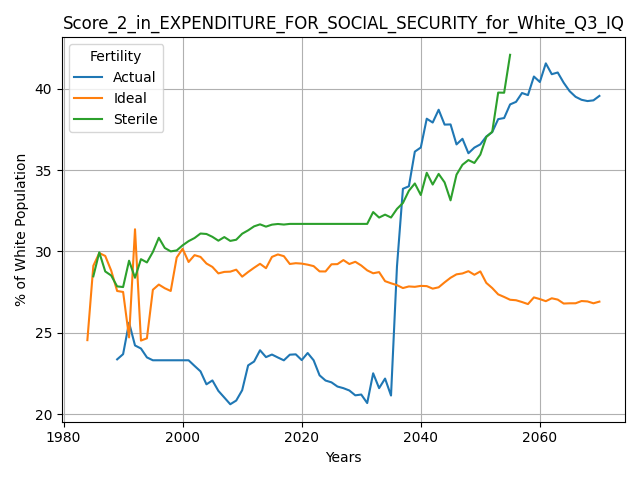 Score_2_in_EXPENDITURE_FOR_SOCIAL_SECURITY_for_White_Q3_IQ
Fertility
Actual
Ideal
Sterile
% of White Population
40
35
30
25
20
1980
2000
2020
2040
2060
Years